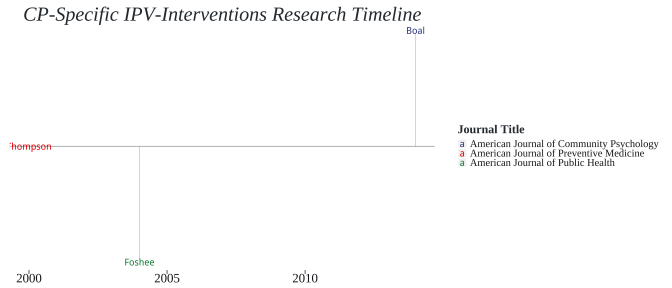 CP-Specific IPV-Interventions Research Timeline
Boal
Thompson
Foshee
2000 2005 2010
Journal Title
a American Journal of Community Psychology
a American Journal of Preventive Medicine
a American Journal of Public Health